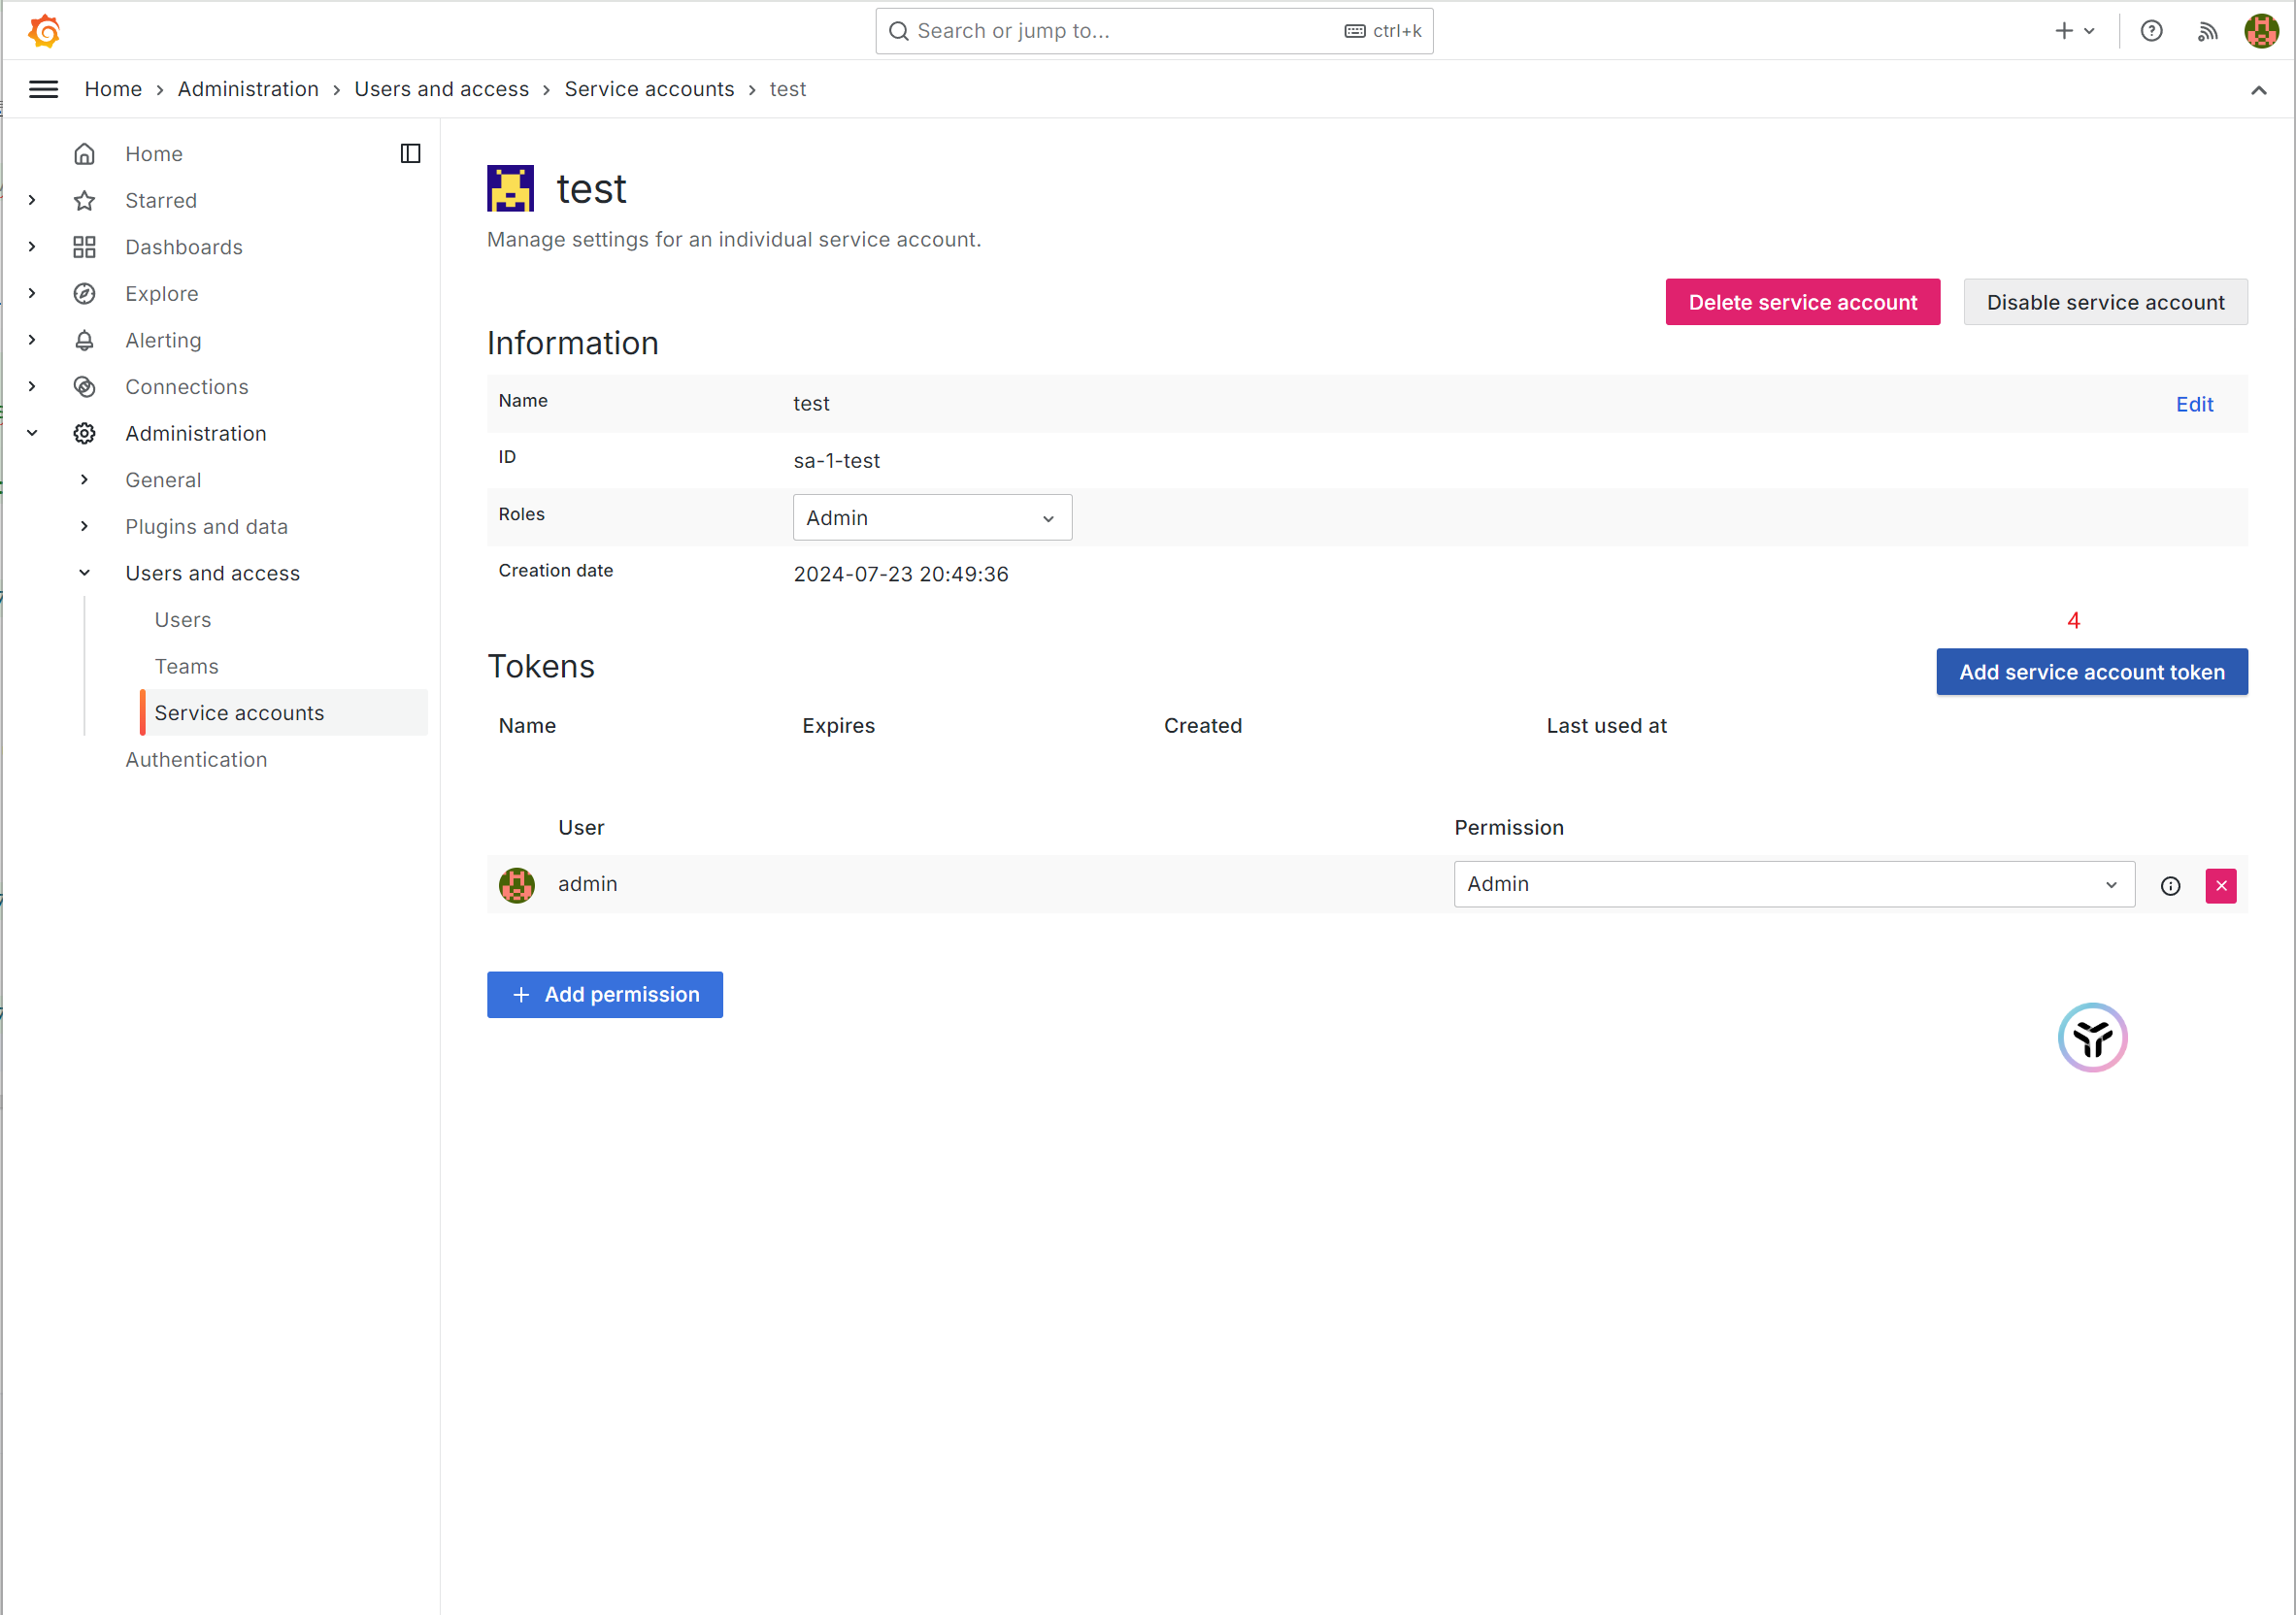 Search or jump to...
ctrl+k
Home › Administration › Users and access › Service accounts › test
Home
Starred
Dashboards
Explore
Alerting
Connections
Administration
General
Plugins and data
Users and access
Users
Teams
Service accounts
Authentication
test
Manage settings for an individual service account.
Delete service account
Disable service account
Information
Name test Edit
ID sa-1-test
Roles Admin
Creation date 2024-07-23 20:49:36
4
Tokens
Add service account token
Name Expires Created Last used at
User Permission
admin Admin
+ Add permission